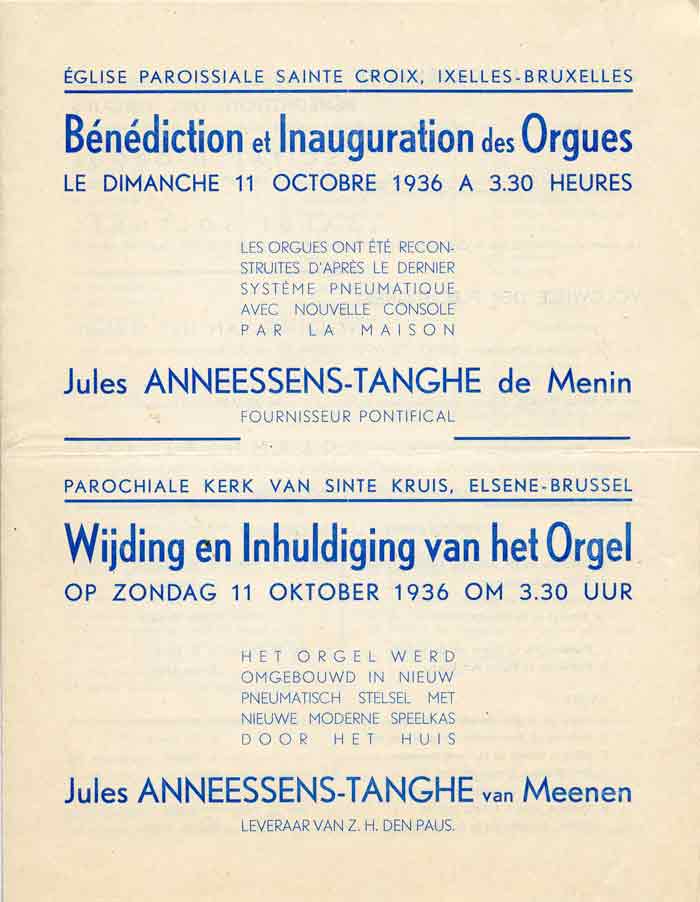 ÉGLISE PAROISSIALE SAINTE CROIX, IXELLES-BRUXELLES
Bénédiction et Inauguration des Orgues
LE DIMANCHE 11 OCTOBRE 1936 A 3.30 HEURES
LES ORGUES ONT ÉTÉ RECON-
STRUITES D'APRÈS LE DERNIER
SYSTÈME PNEUMATIQUE
AVEC NOUVELLE CONSOLE
PAR LA MAISON
Jules ANNEESSENS-TANGHE de Menin
FOURNISSEUR PONTIFICAL
PAROCHIALE KERK VAN SINTE KRUIS, ELSENE-BRUSSEL
Wijding en Inhuldiging van het Orgel
OP ZONDAG 11 OKTOBER 1936 OM 3.30 UUR
HET ORGEL WERD
OMGEBOUWD IN NIEUW
PNEUMATISCH STELSEL MET
NIEUWE MODERNE SPEELKAS
DOOR HET HUIS
Jules ANNEESSENS-TANGHE van Meenen
LEVERAAR VAN Z. H. DEN PAUS.